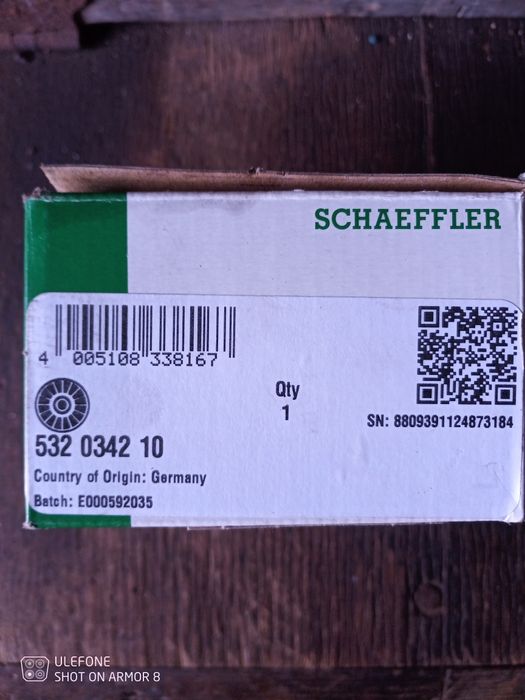 SCHAEFFLER
4 005108 338167
Qty
1
SN: 8809391124873184
532 0342 10
Country of Origin: Germany
Batch: E000592035
ULEFONE
SHOT ON ARMOR 8